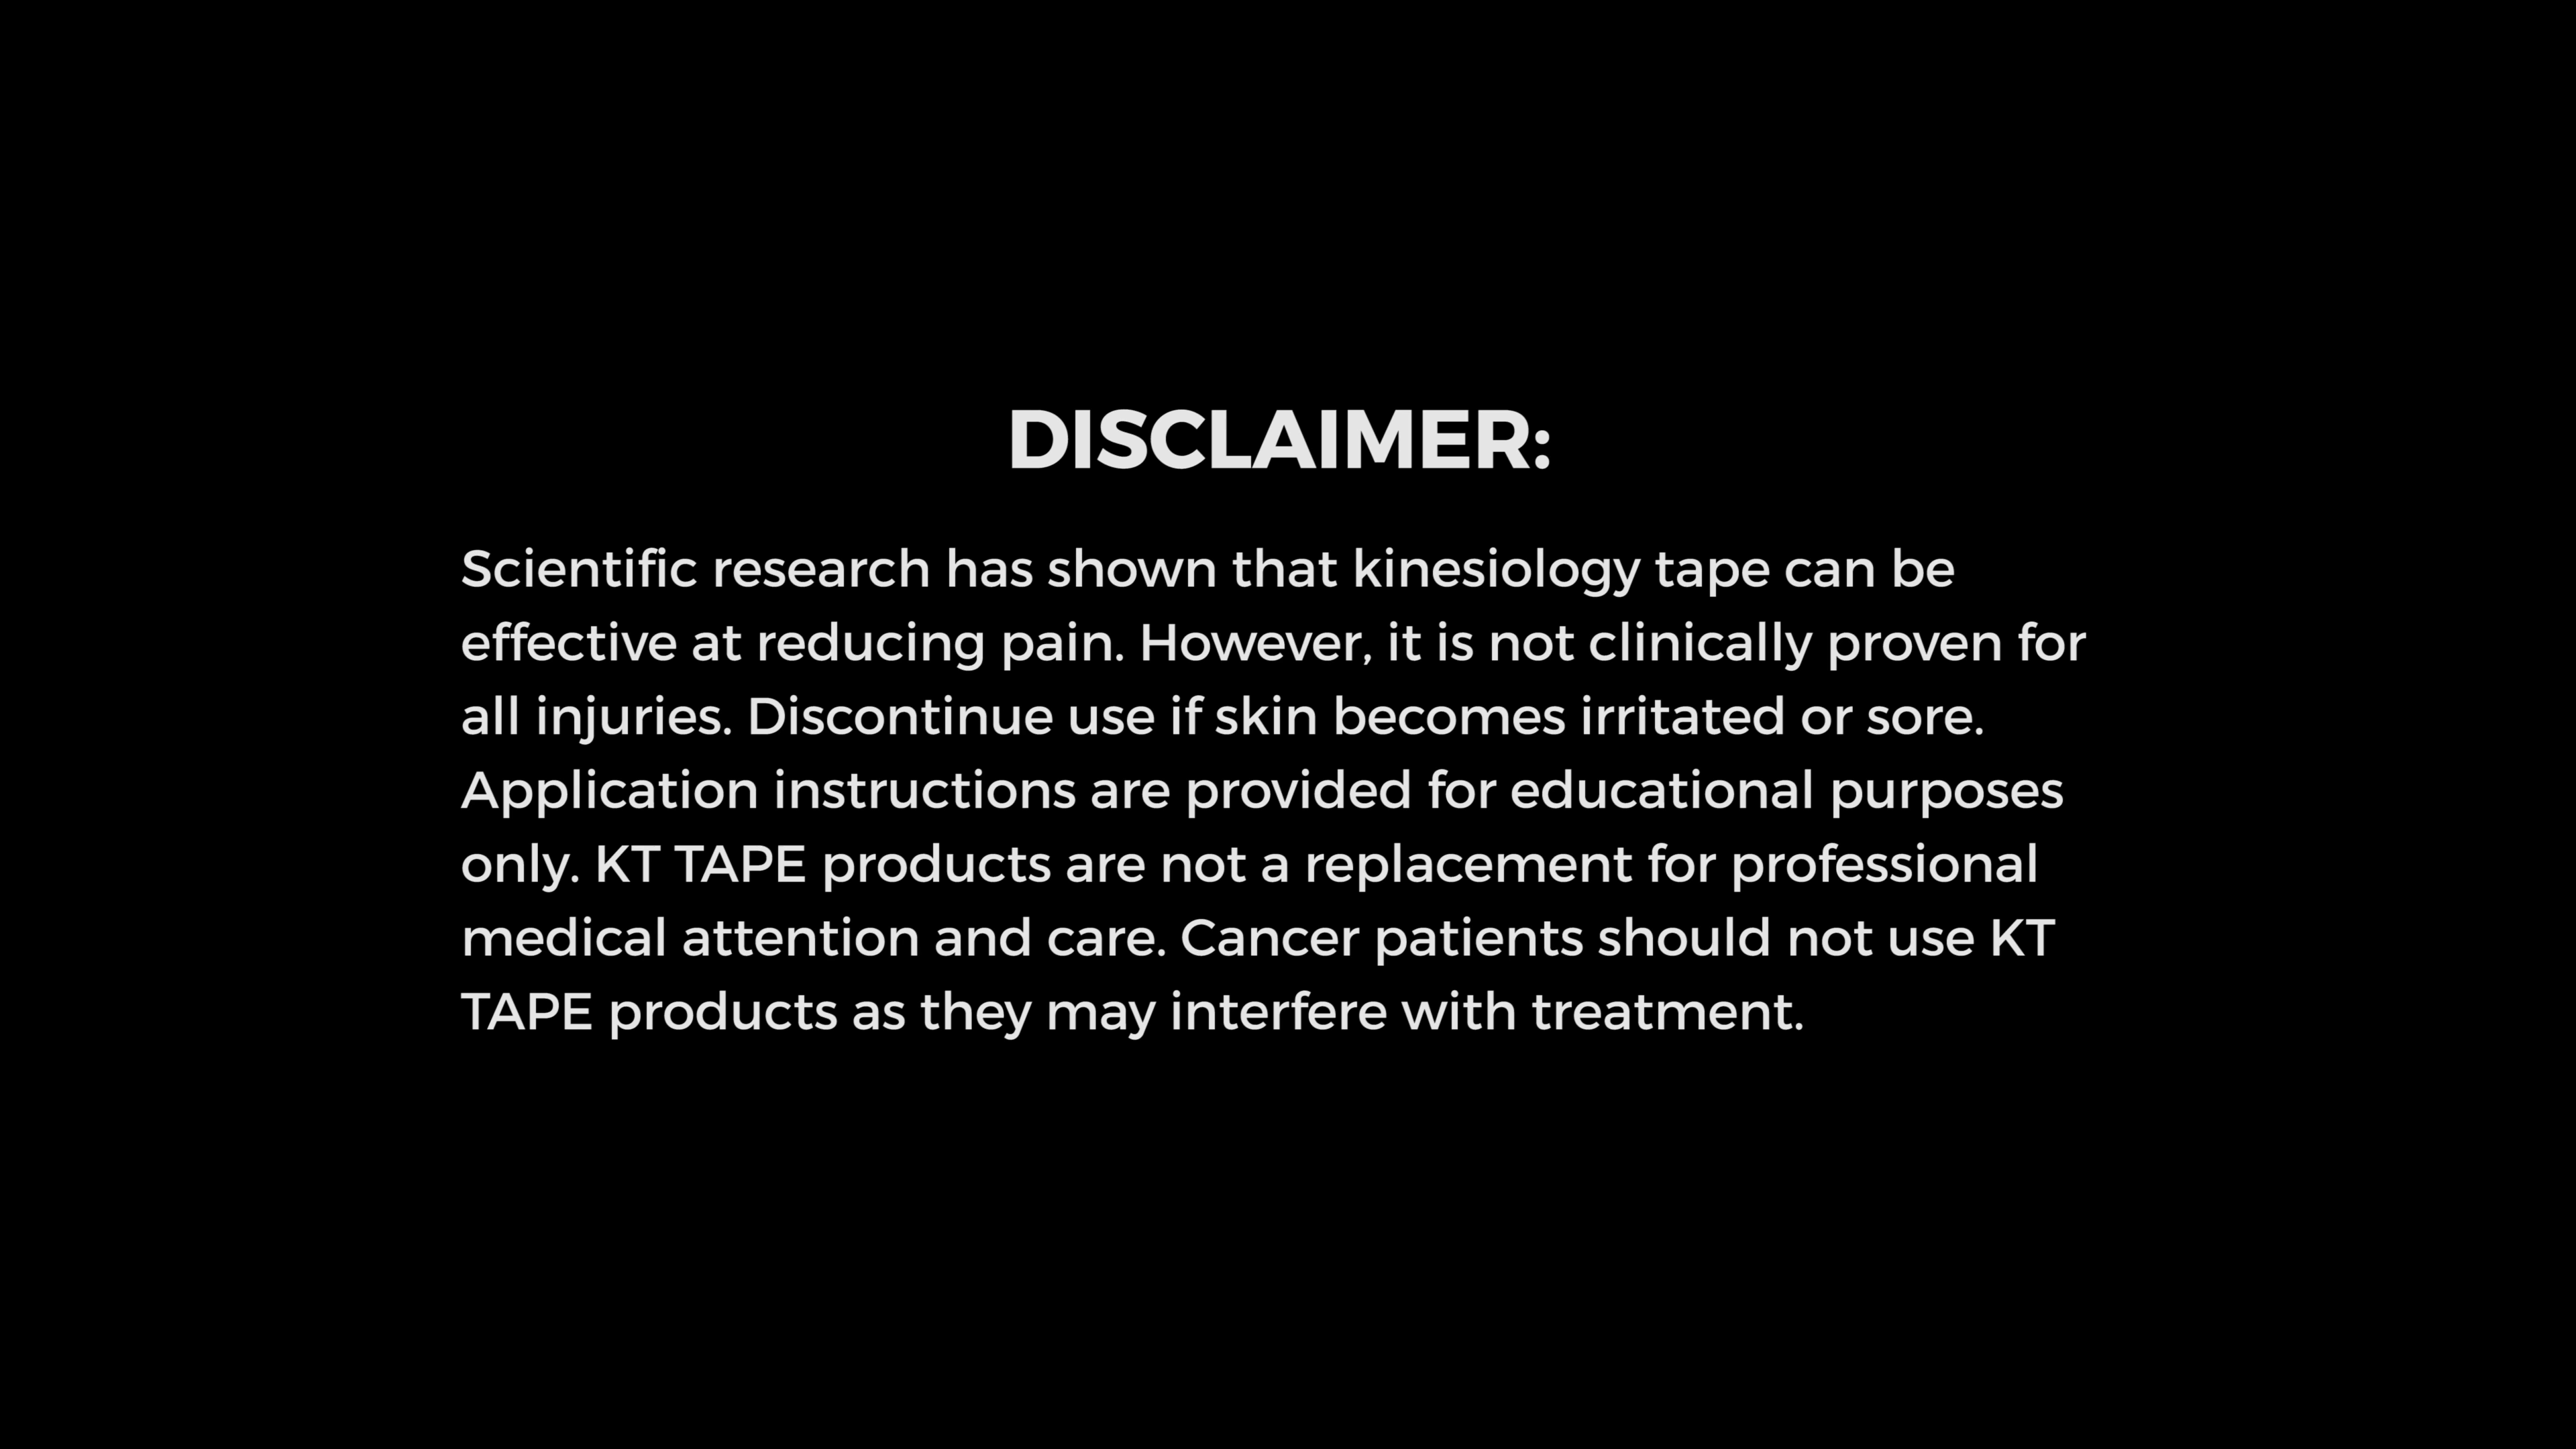 DISCLAIMER:
Scientific research has shown that kinesiology tape can be
effective at reducing pain. However, it is not clinically proven for
all injuries. Discontinue use if skin becomes irritated or sore.
Application instructions are provided for educational purposes
only. KT TAPE products are not a replacement for professional
medical attention and care. Cancer patients should not use KT
TAPE products as they may interfere with treatment.